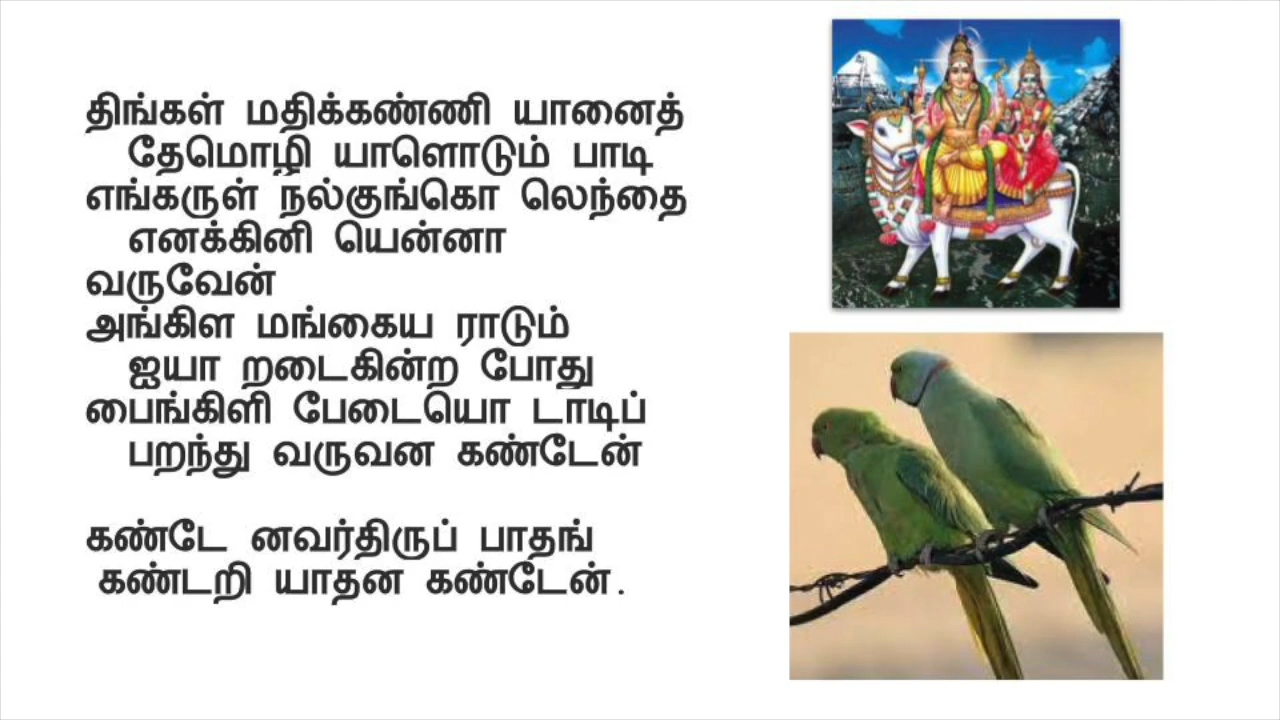 திங்கள் மதிக்கண்ணி யானைத்
தேமொழி யாளொடும் பாடி
எங்கருள் நல்குங்கொ லெந்தை
எனக்கினி யென்னா
வருவேன்
அங்கிள மங்கைய ராடும்
ஐயா றடைகின்ற போது
பைங்கிளி பேடையொ டாடிப்
பறந்து வருவன கண்டேன்
கண்டே னவர்திருப் பாதங்
கண்டறி யாதன கண்டேன்.